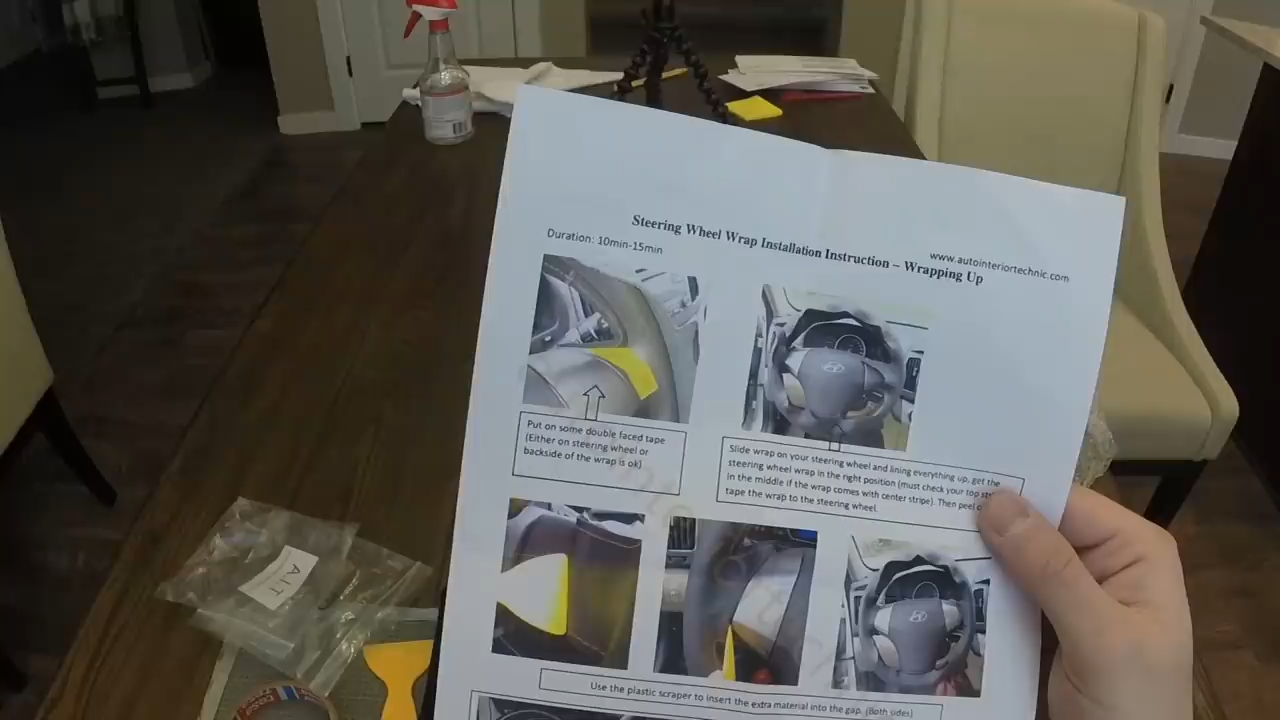 Steering Wheel Wrap Installation Instruction – Wrapping Up
Duration: 10min-15min
www.autointeriortechnic.com
Put on some double faced tape
(Either on steering wheel or
backside of the wrap is ok)
Slide wrap on your steering wheel and lining everything up, get the
steering wheel wrap in the right position (must check your top
in the middle if the wrap comes with center stripe). Then peel
tape the wrap to the steering wheel.
Use the plastic scraper to insert the extra material into the gap. (Both sides)
A.I.T